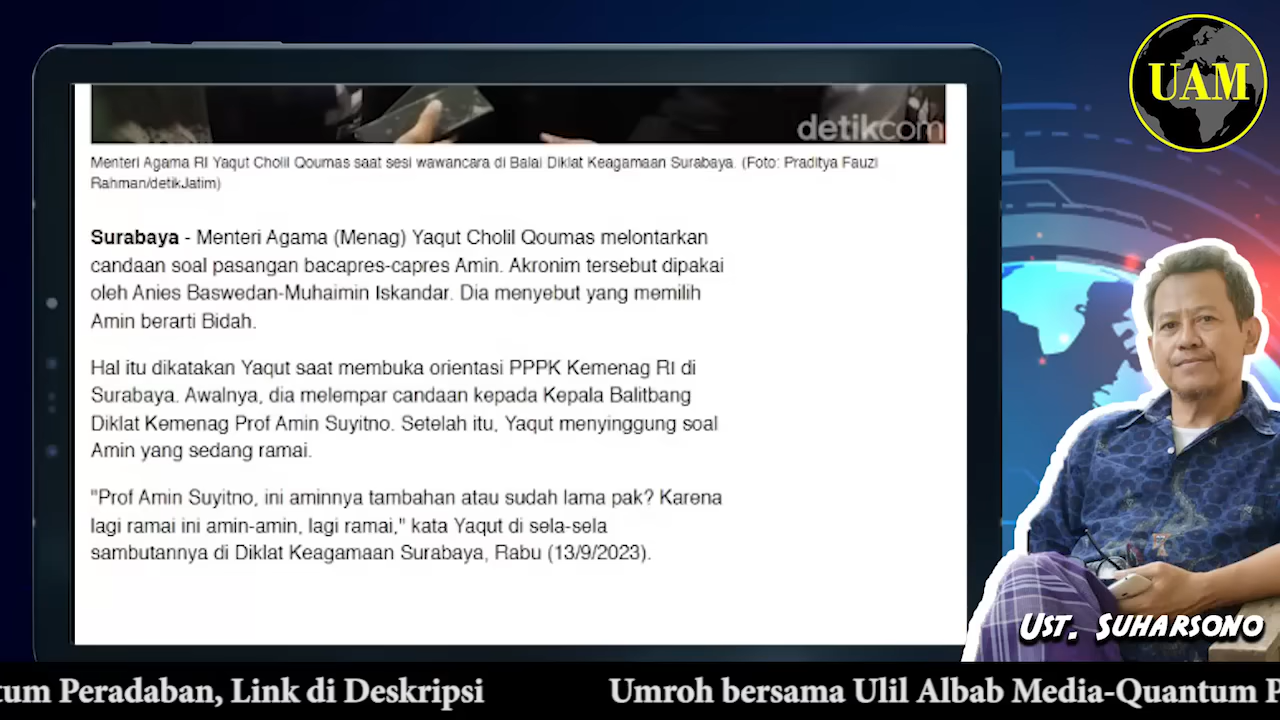 UAM
detikcom
Menteri Agama RI Yaqut Cholil Qoumas saat sesi wawancara di Balai Diklat Keagamaan Surabaya. (Foto: Praditya Fauzi
Rahman/detikJatim)
Surabaya - Menteri Agama (Menag) Yaqut Cholil Qoumas melontarkan
candaan soal pasangan bacapres-capres Amin. Akronim tersebut dipakai
oleh Anies Baswedan-Muhaimin Iskandar. Dia menyebut yang memilih
Amin berarti Bidah.
Hal itu dikatakan Yaqut saat membuka orientasi PPPK Kemenag RI di
Surabaya. Awalnya, dia melempar candaan kepada Kepala Balitbang
Diklat Kemenag Prof Amin Suyitno. Setelah itu, Yaqut menyinggung soal
Amin yang sedang ramai.
"Prof Amin Suyitno, ini aminnya tambahan atau sudah lama pak? Karena
lagi ramai ini amin-amin, lagi ramai," kata Yaqut di sela-sela
sambutannya di Diklat Keagamaan Surabaya, Rabu (13/9/2023).
UST. SUHARSONO
tum Peradaban, Link di Deskripsi
Umroh bersama Ulil Albab Media-Quantum P